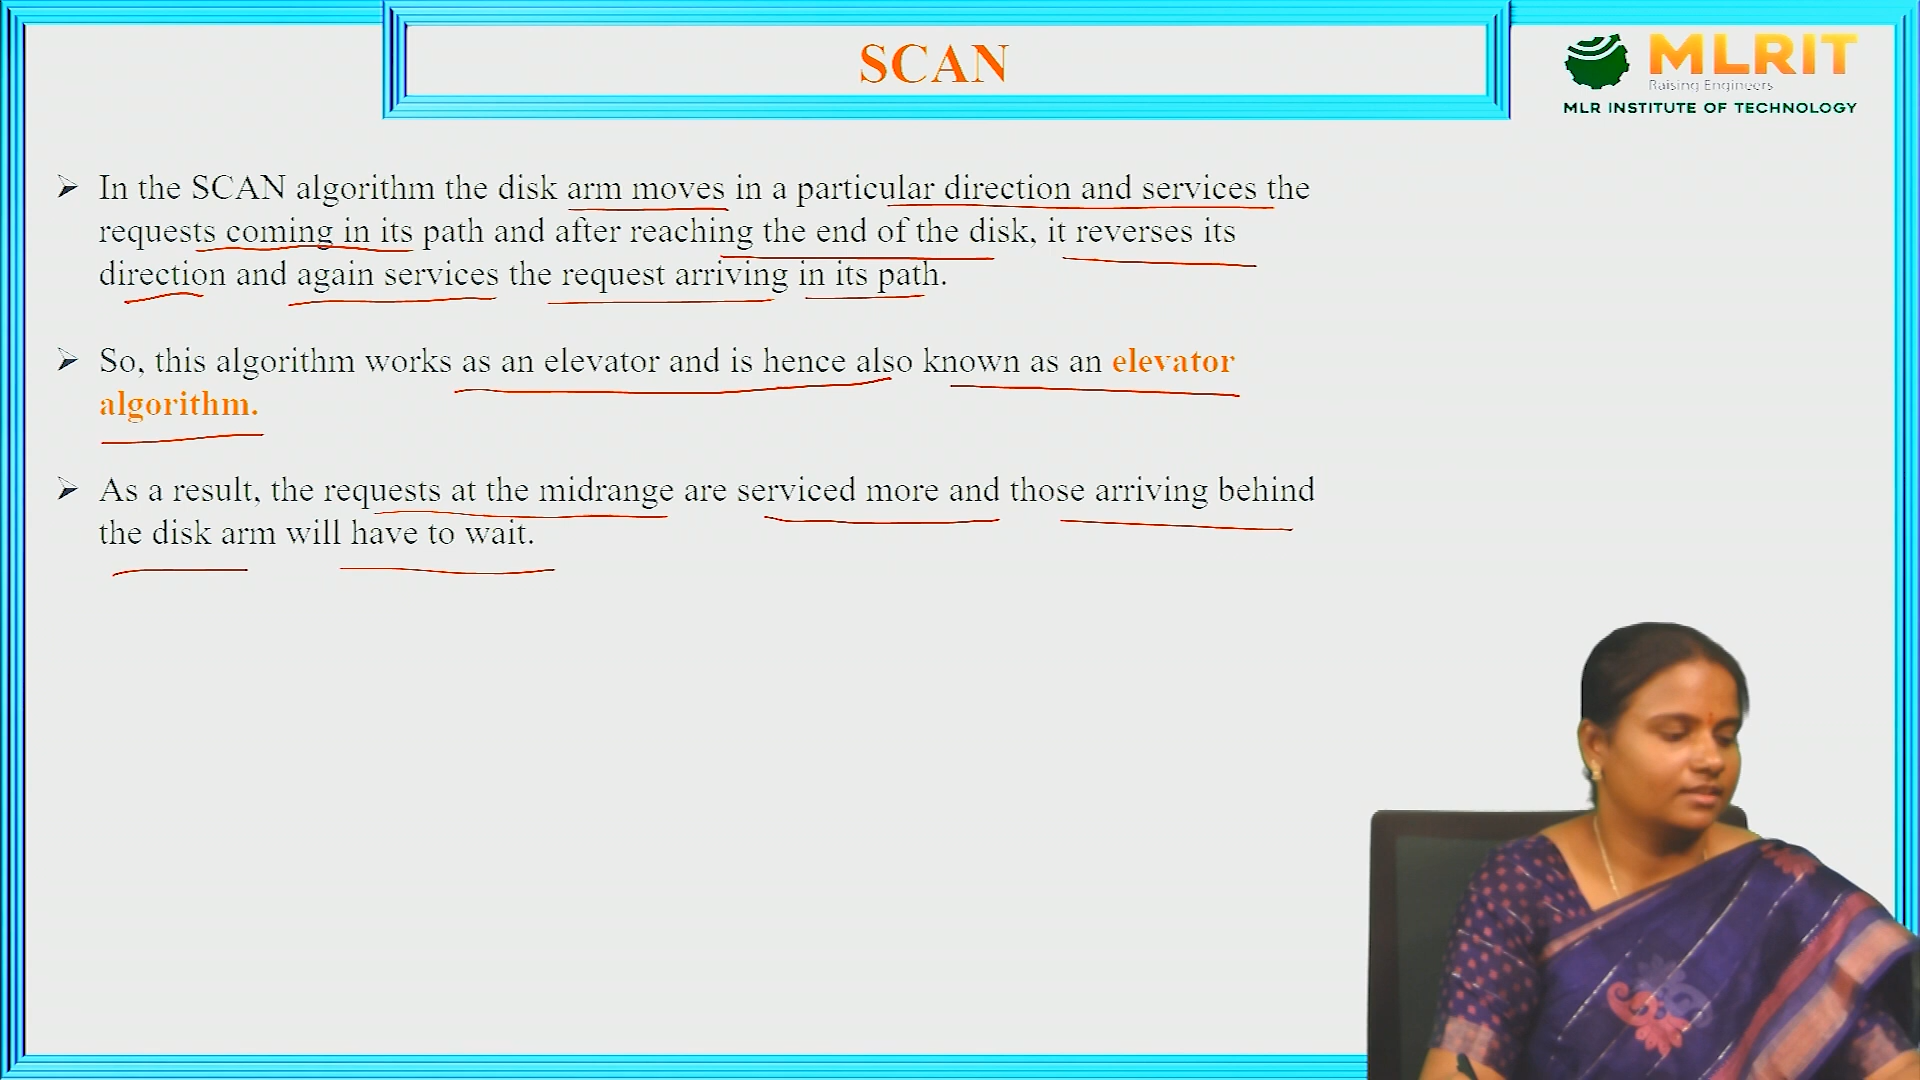 SCAN
MLRIT
Raising Engineers
MLR INSTITUTE OF TECHNOLOGY
In the SCAN algorithm the disk arm moves in a particular direction and services the
requests coming in its path and after reaching the end of the disk, it reverses its
direction and again services the request arriving in its path.
So, this algorithm works as an elevator and is hence also known as an elevator
algorithm.
As a result, the requests at the midrange are serviced more and those arriving behind
the disk arm will have to wait.